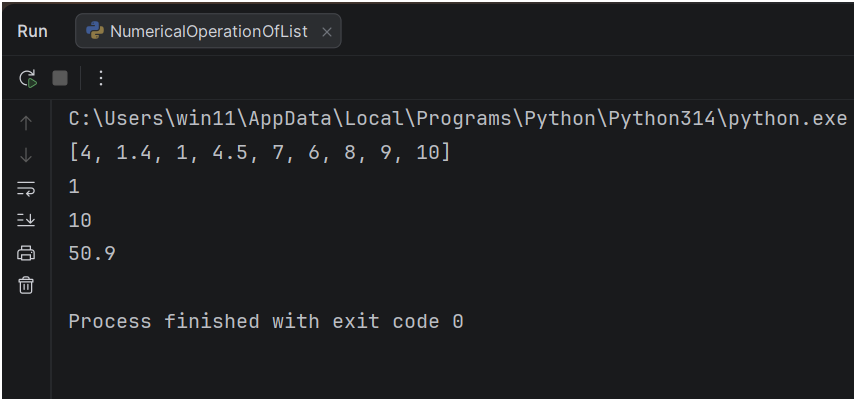 Run NumericalOperationOfList ×
C:\Users\win11\AppData\Local\Programs\Python\Python314\python.exe
[4, 1.4, 1, 4.5, 7, 6, 8, 9, 10]
1
10
50.9
Process finished with exit code 0